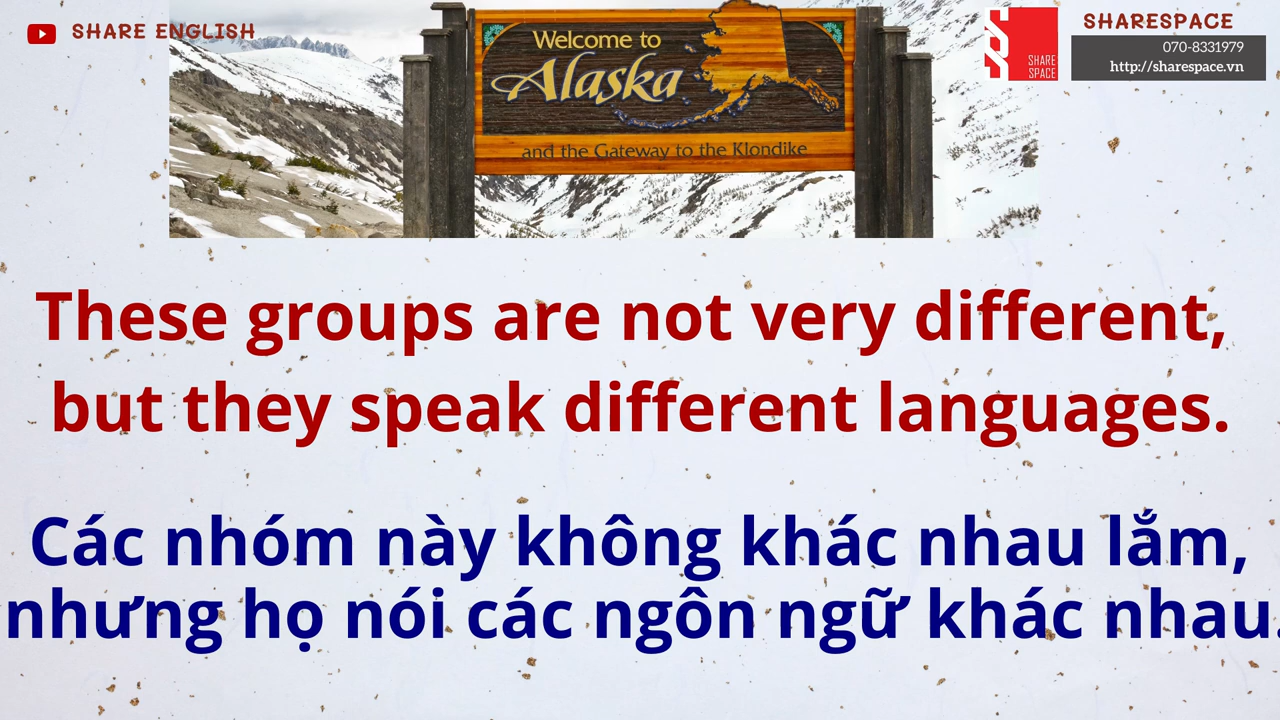 SHARE ENGLISH
Welcome to
Alaska
and the Gateway to the Klondike
SHARE
SPACE
SHARESPACE
070-8331979
http://sharespace.vn
These groups are not very different,
but they speak different languages.
Các nhóm này không khác nhau lắm,
nhưng họ nói các ngôn ngữ khác nhau.